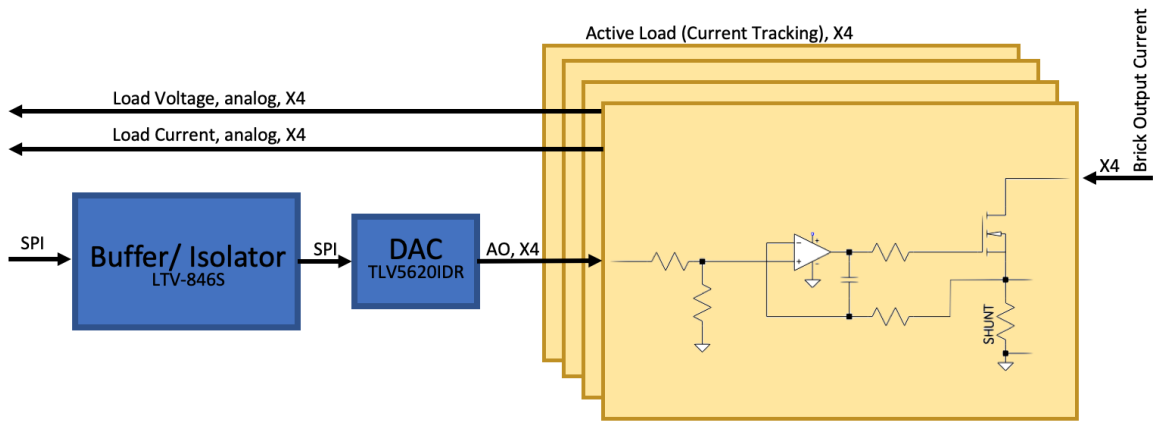 Active Load (Current Tracking), X4
Load Voltage, analog, X4
Load Current, analog, X4
Brick Output Current
X4
SPI
Buffer/ Isolator
LTV-846S
SPI
DAC
TLV5620IDR
AO, X4
-
+
+
-
SHUNT